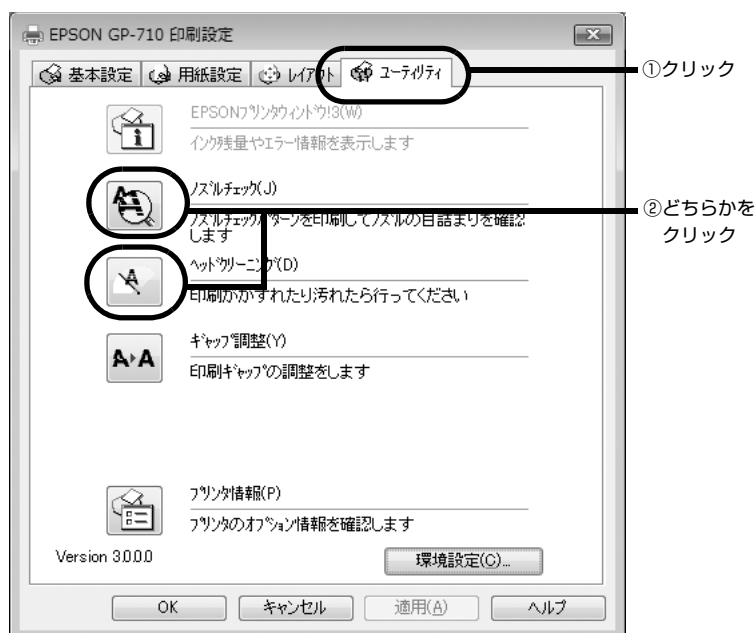 EPSON GP-710 印刷設定
基本設定 用紙設定 レイアウト ユーティリティ
①クリック
EPSONプリンタウィンドウ!3(W)
インク残量やエラー情報を表示します
ノズルチェック(J)
ノズルチェックパターンを印刷してノズルの目詰まりを確認
します
②どちらかを
クリック
ヘッドクリーニング(D)
印刷がかすれたり汚れたら行ってください
A▸A
ギャップ調整(Y)
印刷ギャップの調整をします
プリンタ情報(P)
プリンタのオプション情報を確認します
Version 3.0.0.0
環境設定(C)...
OK キャンセル 適用(A) ヘルプ